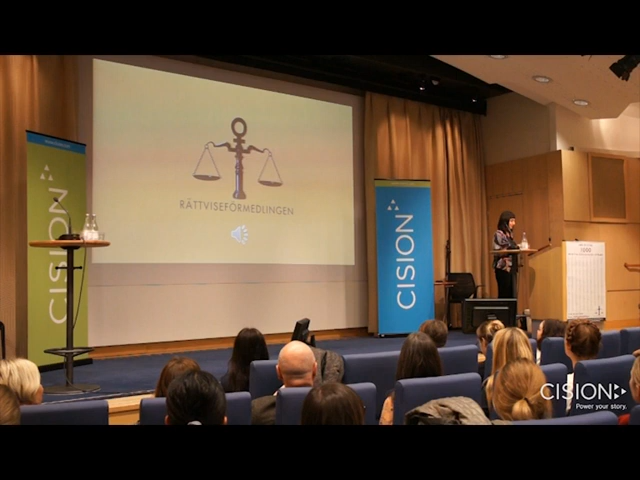 CISION
RÄTTVISEFÖRMEDLINGEN
CISION
CISION
Power your story.